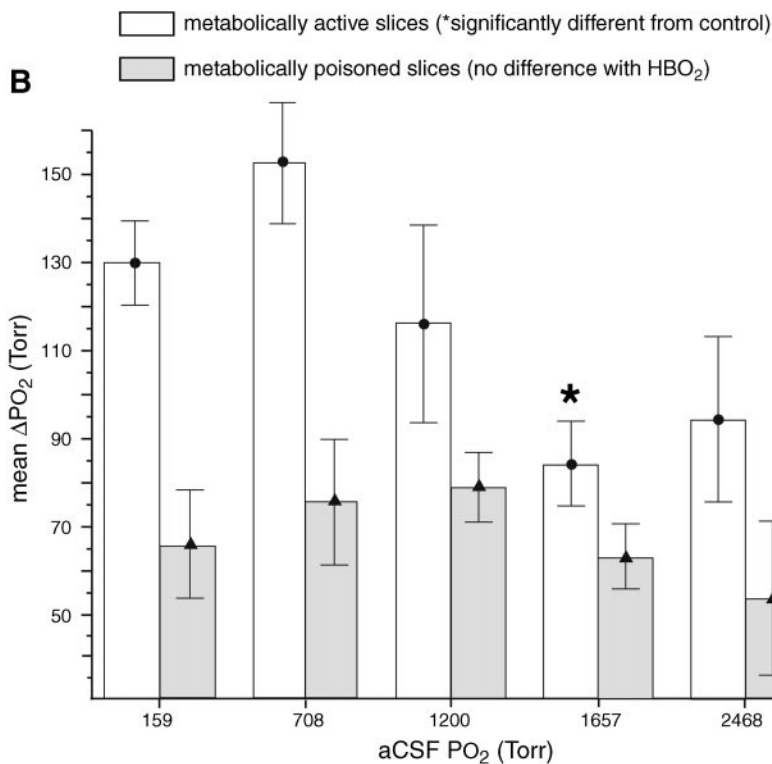 metabolically active slices (*significantly different from control)
metabolically poisoned slices (no difference with HBO₂)
B
150
130
110
90
70
50
mean ΔPO₂ (Torr)
*
159 708 1200 1657 2468
aCSF PO₂ (Torr)